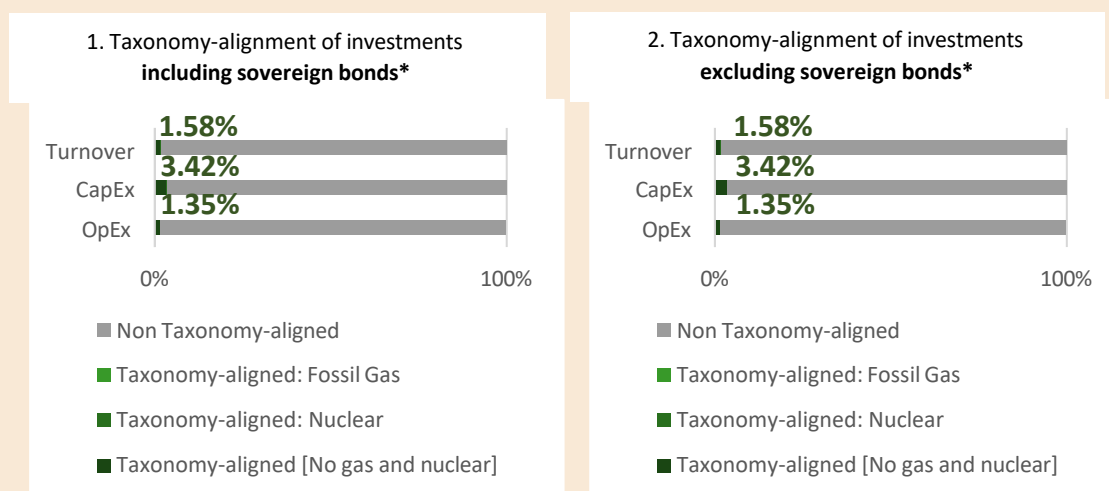 1. Taxonomy-alignment of investments
including sovereign bonds*
1.58%
Turnover
3.42%
CapEx
1.35%
OpEx
0%
100%
Non Taxonomy-aligned
Taxonomy-aligned: Fossil Gas
Taxonomy-aligned: Nuclear
Taxonomy-aligned [No gas and nuclear]
2. Taxonomy-alignment of investments
excluding sovereign bonds*
1.58%
Turnover
3.42%
CapEx
1.35%
OpEx
0%
100%
Non Taxonomy-aligned
Taxonomy-aligned: Fossil Gas
Taxonomy-aligned: Nuclear
Taxonomy-aligned [No gas and nuclear]